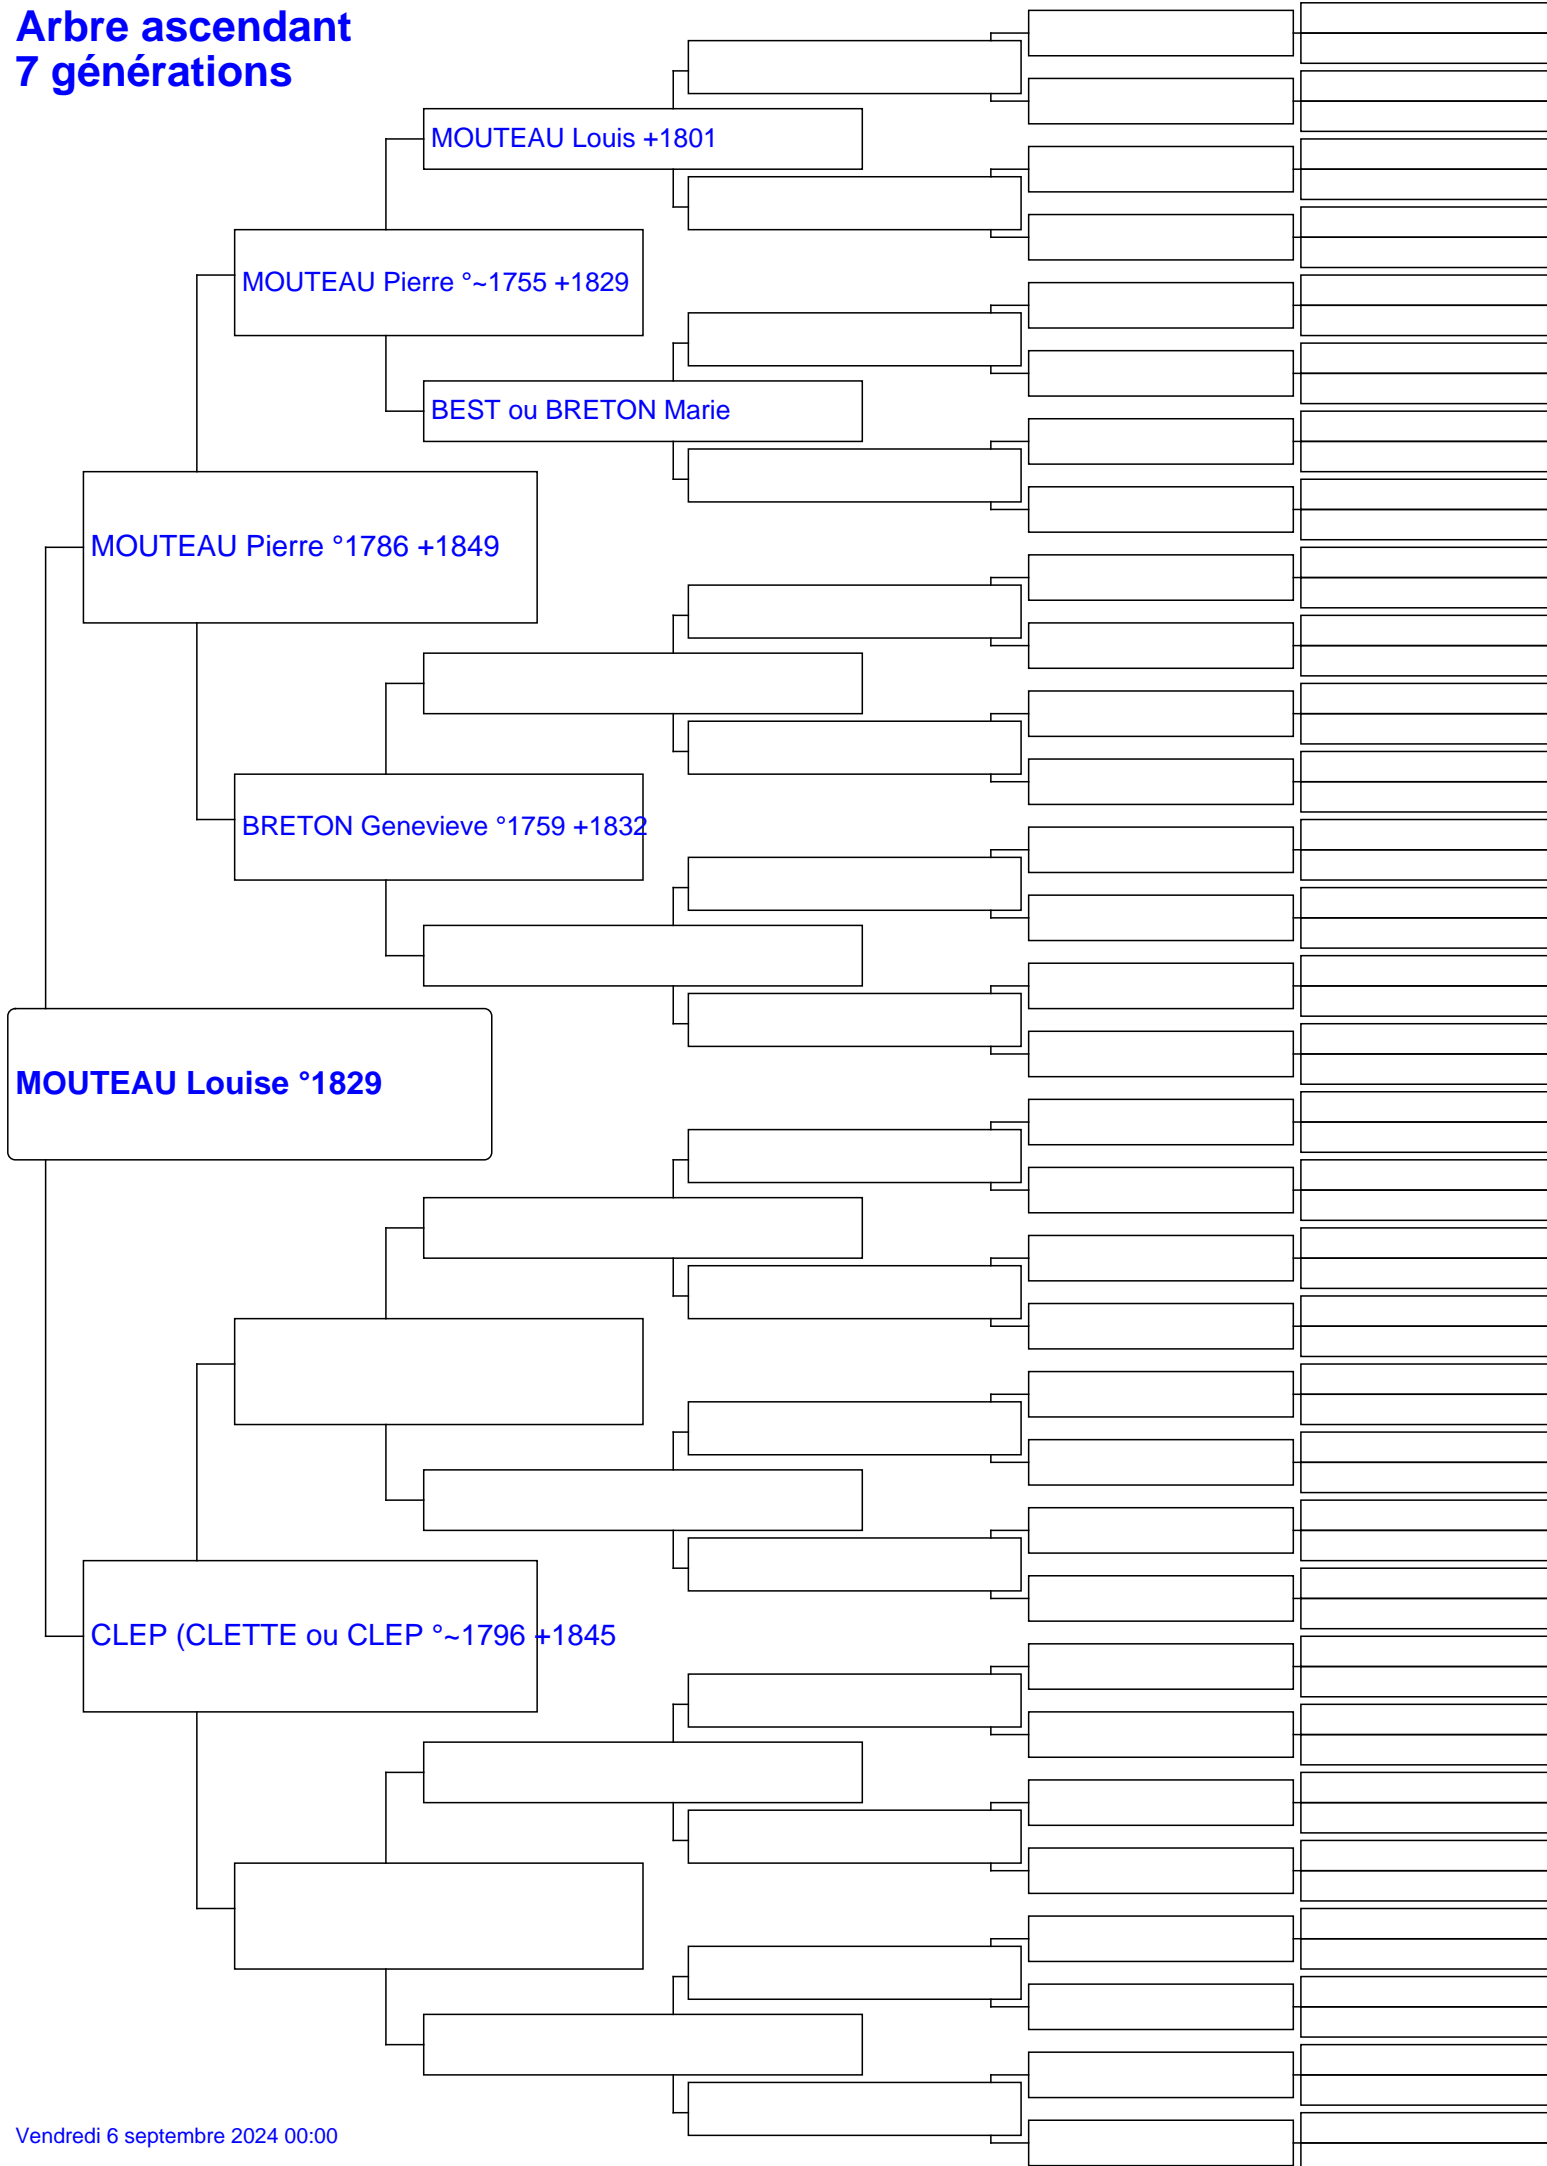 Arbre ascendant
7 générations
MOUTEAU Louis +1801
MOUTEAU Pierre °~1755 +1829
BEST ou BRETON Marie
MOUTEAU Pierre °1786 +1849
BRETON Genevieve °1759 +1832
MOUTEAU Louise °1829
CLEP (CLETTE ou CLEP °~1796 +1845
Vendredi 6 septembre 2024 00:00